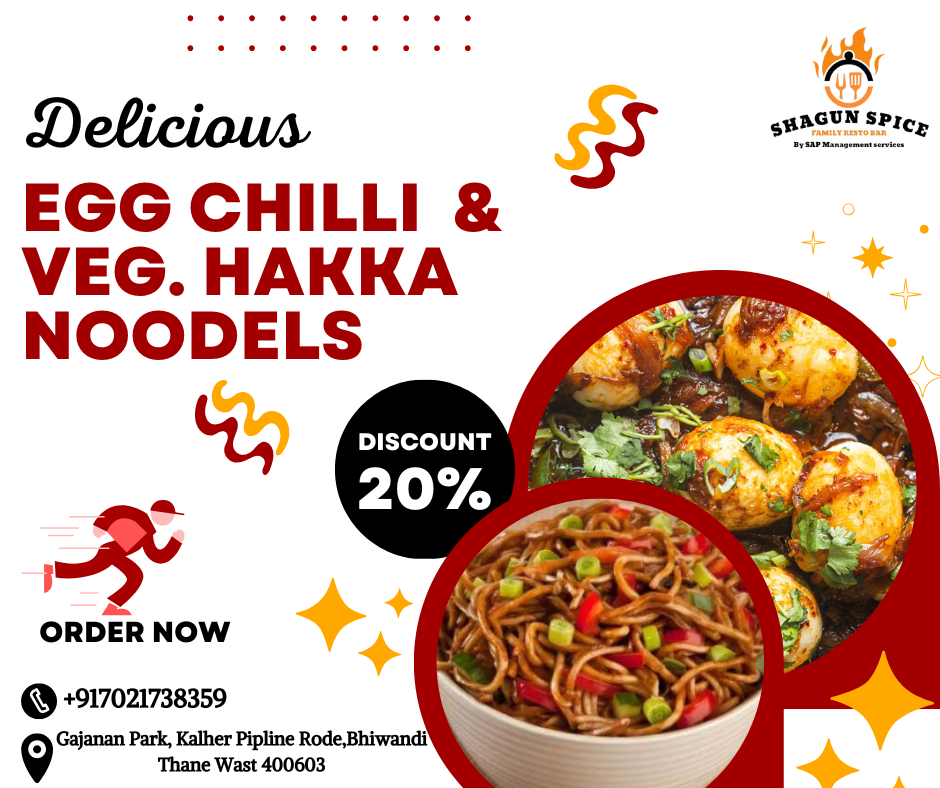 SHAGUN SPICE
FAMILY RESTO BAR
By SAP Management services
Delicious
EGG CHILLI &
VEG. HAKKA
NOODELS
DISCOUNT
20%
ORDER NOW
+917021738359
Gajanan Park, Kalher Pipline Rode,Bhiwandi
Thane Wast 400603